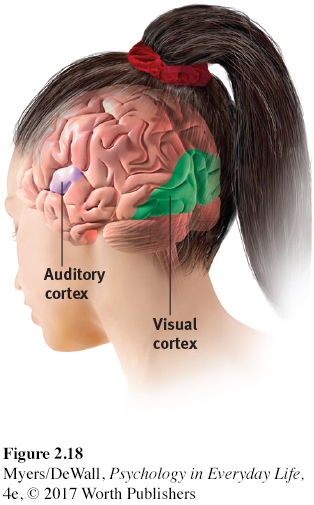 Auditory
cortex
Visual
cortex
Figure 2.18
Myers/DeWall, Psychology in Everyday Life,
4e, © 2017 Worth Publishers